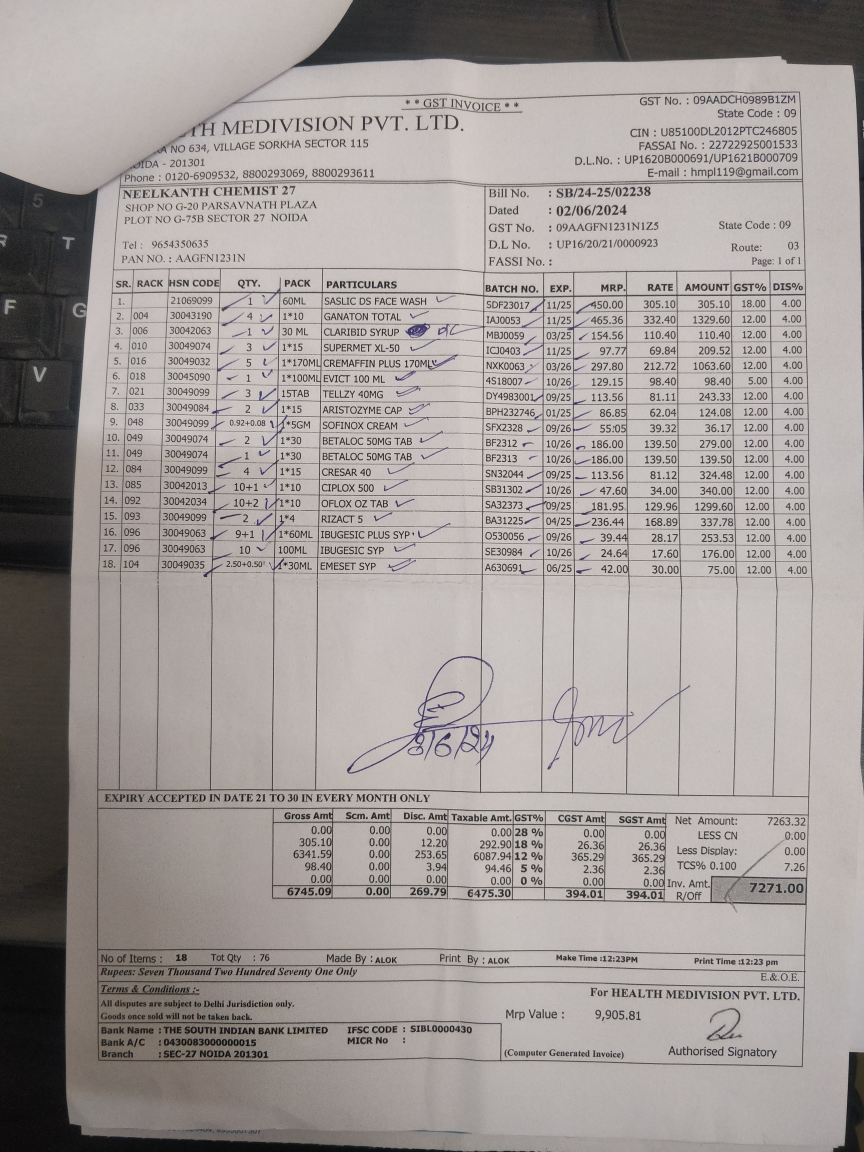 * * GST INVOICE * *
GST No. : 09AADCH0989B1ZM
State Code : 09
TH MEDIVISION PVT. LTD.
CIN : U85100DL2012PTC246805
A NO 634, VILLAGE SORKHA SECTOR 115
FASSAI No. : 22722925001533
OIDA - 201301
D.L.No. : UP1620B000691/UP1621B000709
Phone : 0120-6909532, 8800293069, 8800293611
E-mail : hmpl119@gmail.com
NEELKANTH CHEMIST 27
SHOP NO G-20 PARSAVNATH PLAZA
PLOT NO G-75B SECTOR 27 NOIDA
Tel : 9654350635
PAN NO. : AAGFN1231N
Bill No. : SB/24-25/02238
Dated : 02/06/2024
GST No. : 09AAGFN1231N1Z5 State Code : 09
D.L No. : UP16/20/21/0000923 Route: 03
FASSI No. : Page: 1 of 1
SR. RACK HSN CODE QTY. PACK PARTICULARS BATCH NO. EXP. MRP. RATE AMOUNT GST% DIS%
1. 21069099 1 60ML SASLIC DS FACE WASH SDF23017 11/25 450.00 305.10 305.10 18.00 4.00
2. 004 30043190 4 1*10 GANATON TOTAL IAJ0053 11/25 465.36 332.40 1329.60 12.00 4.00
3. 006 30042063 1 30 ML CLARIBID SYRUP MBJ0059 03/25 154.56 110.40 110.40 12.00 4.00
4. 010 30049074 3 1*15 SUPERMET XL-50 ICJ0403 11/25 97.77 69.84 209.52 12.00 4.00
5. 016 30049032 5 1*170ML CREMAFFIN PLUS 170ML NXK0063 03/26 297.80 212.72 1063.60 12.00 4.00
6. 018 30045090 1 1*100ML EVICT 100 ML 4S18007 10/26 129.15 98.40 98.40 5.00 4.00
7. 021 30049099 3 15TAB TELLZY 40MG DY4983001 09/25 113.56 81.11 243.33 12.00 4.00
8. 033 30049084 2 1*15 ARISTOZYME CAP BPH232746 01/25 86.85 62.04 124.08 12.00 4.00
9. 048 30049099 0.92+0.08 1*5GM SOFINOX CREAM SFX2328 09/26 55.05 39.32 36.17 12.00 4.00
10. 049 30049074 2 1*30 BETALOC 50MG TAB BF2312 10/26 186.00 139.50 279.00 12.00 4.00
11. 049 30049074 1 1*30 BETALOC 50MG TAB BF2313 10/26 186.00 139.50 139.50 12.00 4.00
12. 084 30049099 4 1*15 CRESAR 40 SN32044 09/25 113.56 81.12 324.48 12.00 4.00
13. 085 30042013 10+1 1*10 CIPLOX 500 SB31302 10/26 47.60 34.00 340.00 12.00 4.00
14. 092 30042034 10+2 1*10 OFLOX OZ TAB SA32373 09/25 181.95 129.96 1299.60 12.00 4.00
15. 093 30049099 2 1*4 RIZACT 5 BA31225 04/25 236.44 168.89 337.78 12.00 4.00
16. 096 30049063 9+1 1*60ML IBUGESIC PLUS SYP O530056 09/26 39.44 28.17 253.53 12.00 4.00
17. 096 30049063 10 100ML IBUGESIC SYP SE30984 10/26 24.64 17.60 176.00 12.00 4.00
18. 104 30049035 2.50+0.50 1*30ML EMESET SYP A630691 06/25 42.00 30.00 75.00 12.00 4.00
EXPIRY ACCEPTED IN DATE 21 TO 30 IN EVERY MONTH ONLY
Gross Amt Scm. Amt Disc. Amt Taxable Amt. GST% CGST Amt SGST Amt
0.00 0.00 0.00 0.00 28 % 0.00 0.00
305.10 0.00 12.20 292.90 18 % 26.36 26.36
6341.59 0.00 253.65 6087.94 12 % 365.29 365.29
98.40 0.00 3.94 94.46 5 % 2.36 2.36
0.00 0.00 0.00 0.00 0 % 0.00 0.00
6745.09 0.00 269.79 6475.30 394.01 394.01
Net Amount: 7263.32
LESS CN 0.00
Less Display: 0.00
TCS% 0.100 7.26
Inv. Amt. R/Off 7271.00
No of Items : 18 Tot Qty : 76 Made By : ALOK Print By : ALOK Make Time :12:23PM Print Time :12:23 pm
Rupees: Seven Thousand Two Hundred Seventy One Only
E.& O.E.
Terms & Conditions :-
All disputes are subject to Delhi Jurisdiction only.
Goods once sold will not be taken back.
For HEALTH MEDIVISION PVT. LTD.
Mrp Value : 9,905.81
Bank Name : THE SOUTH INDIAN BANK LIMITED IFSC CODE : SIBL0000430
Bank A/C : 0430083000000015 MICR No :
Branch : SEC-27 NOIDA 201301
(Computer Generated Invoice)
Authorised Signatory
5
T
F
G
V